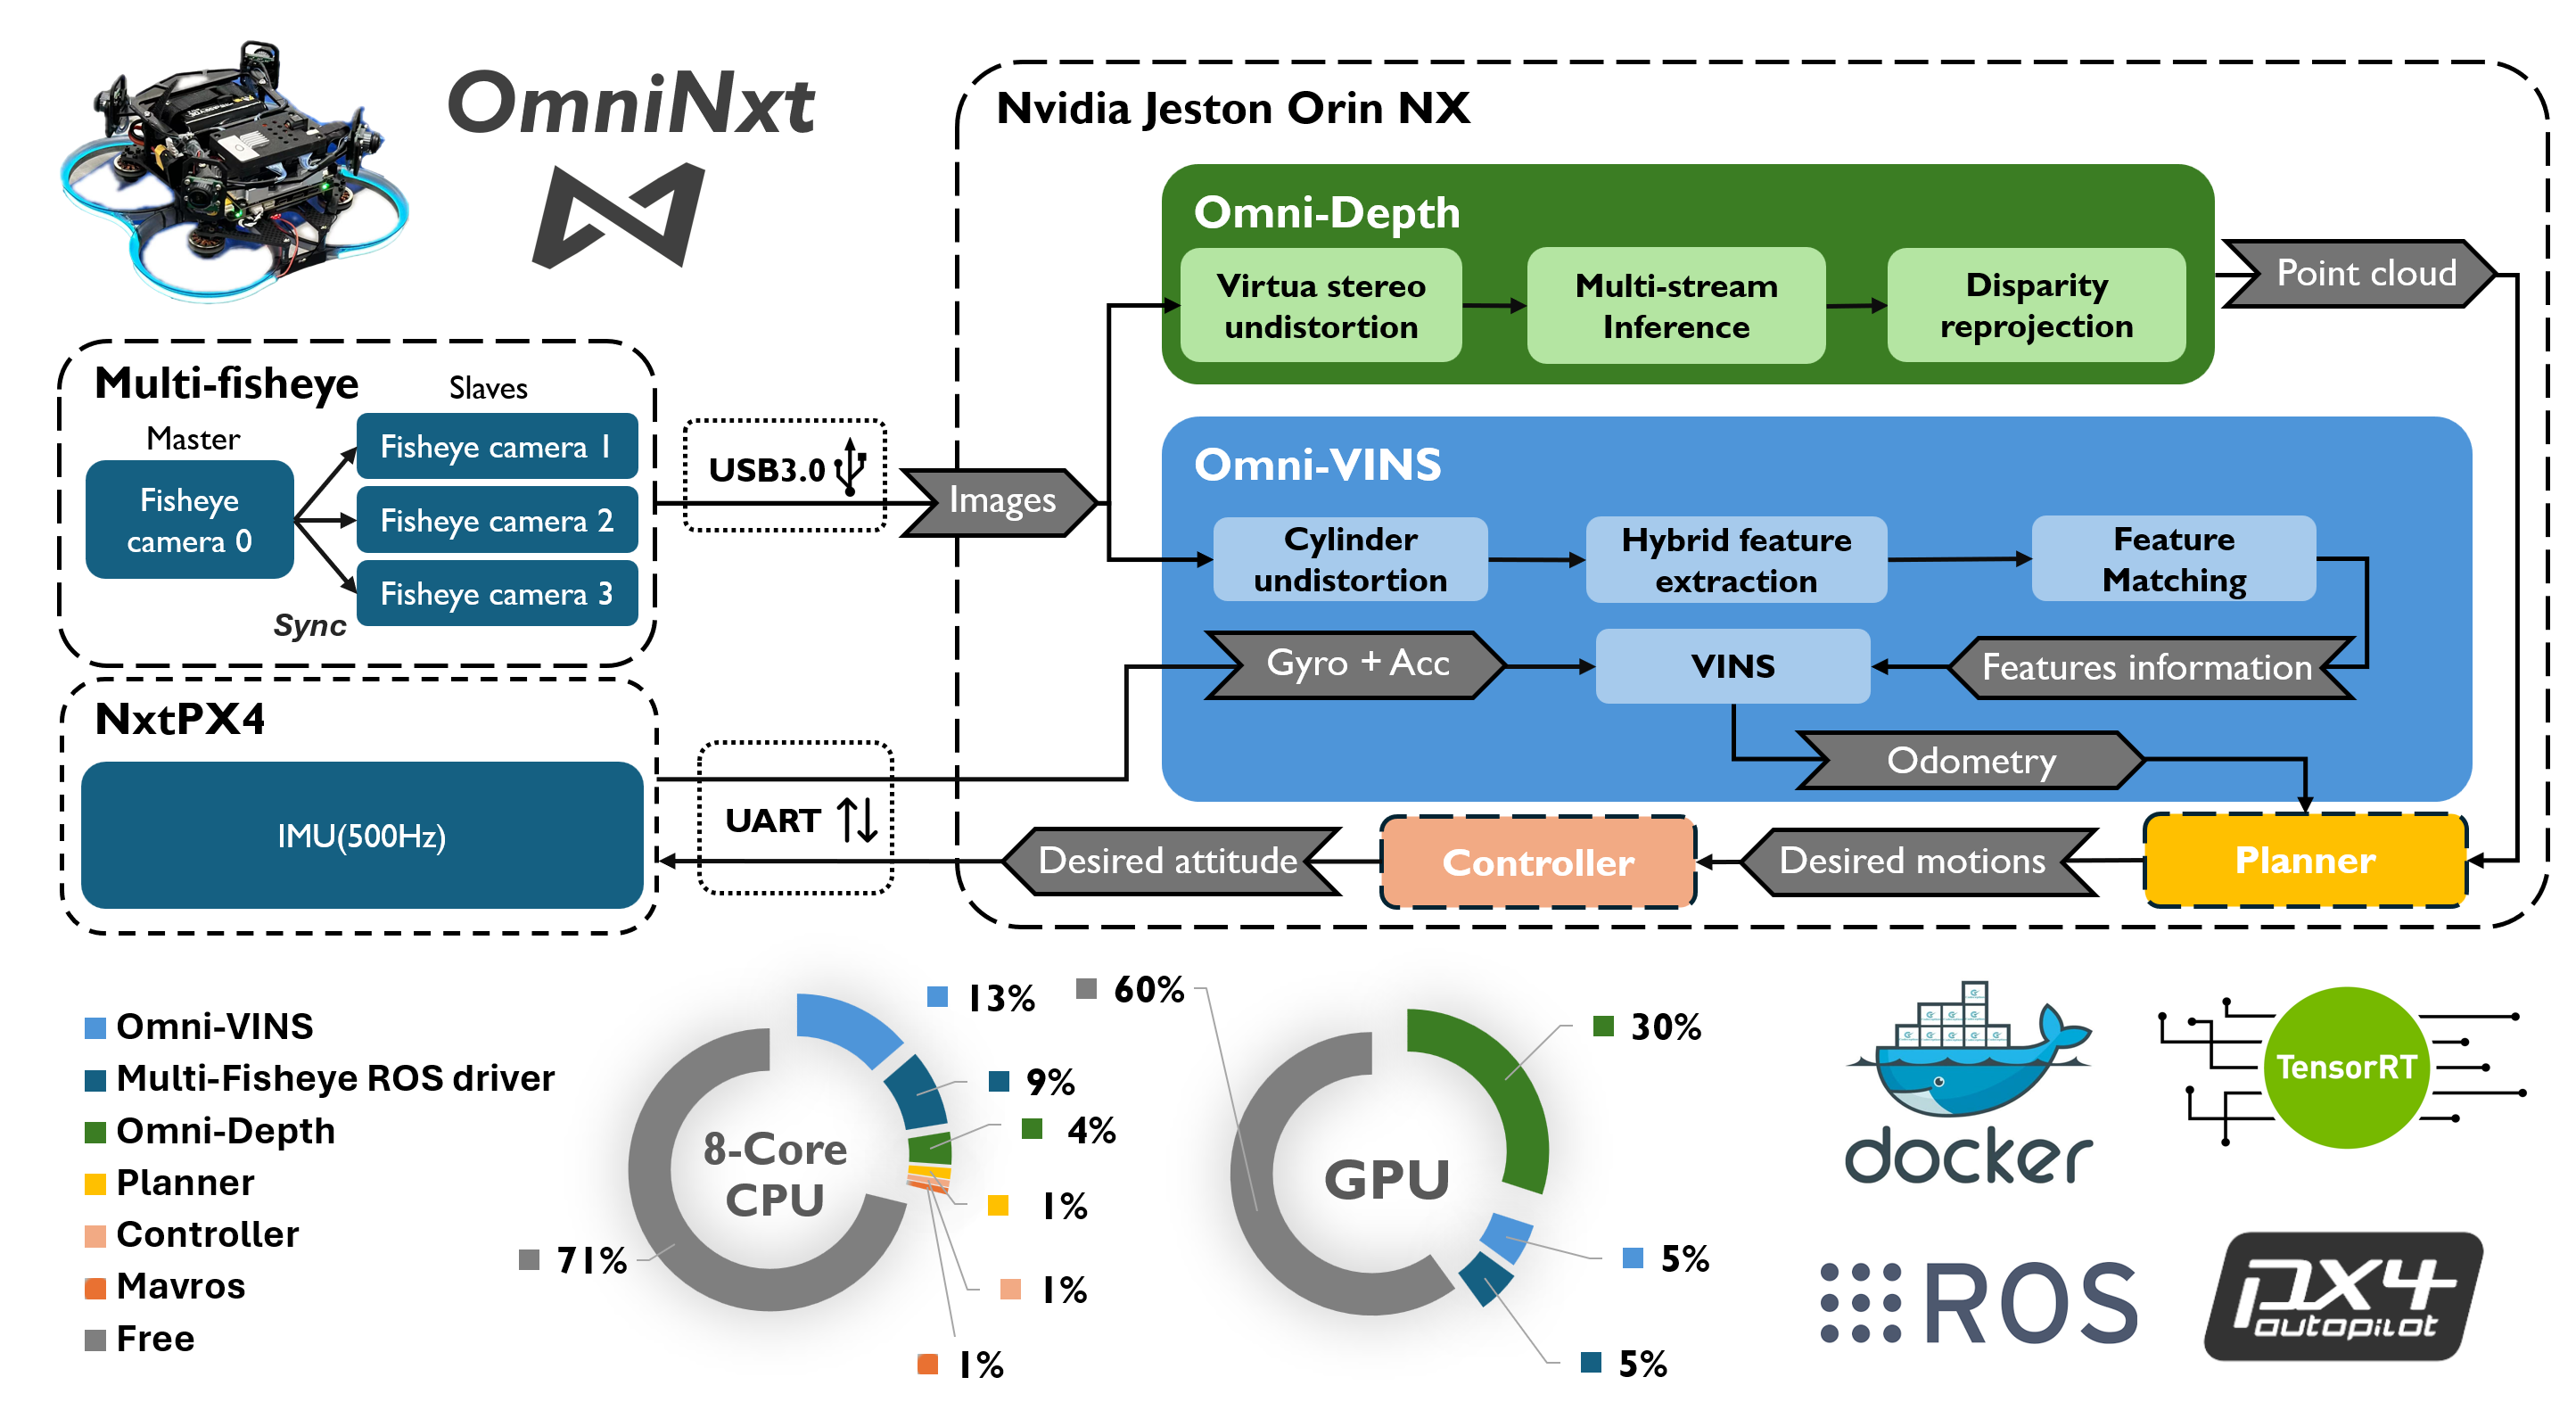 OmniNxt
Nvidia Jeston Orin NX
Omni-Depth
Virtua stereo
undistortion
Multi-stream
Inference
Disparity
reprojection
Point cloud
Multi-fisheye
Slaves
Master
Fisheye
camera 0
Fisheye camera 1
Fisheye camera 2
Fisheye camera 3
Sync
USB3.0
Images
Omni-VINS
Cylinder
undistortion
Hybrid feature
extraction
Feature
Matching
Gyro + Acc
VINS
Features information
Odometry
NxtPX4
IMU(500Hz)
UART
Desired attitude
Controller
Desired motions
Planner
Omni-VINS
Multi-Fisheye ROS driver
Omni-Depth
Planner
Controller
Mavros
Free
8-Core
CPU
13%
9%
4%
1%
1%
1%
71%
GPU
60%
30%
5%
5%
docker
TensorRT
ROS
px4
autopilot